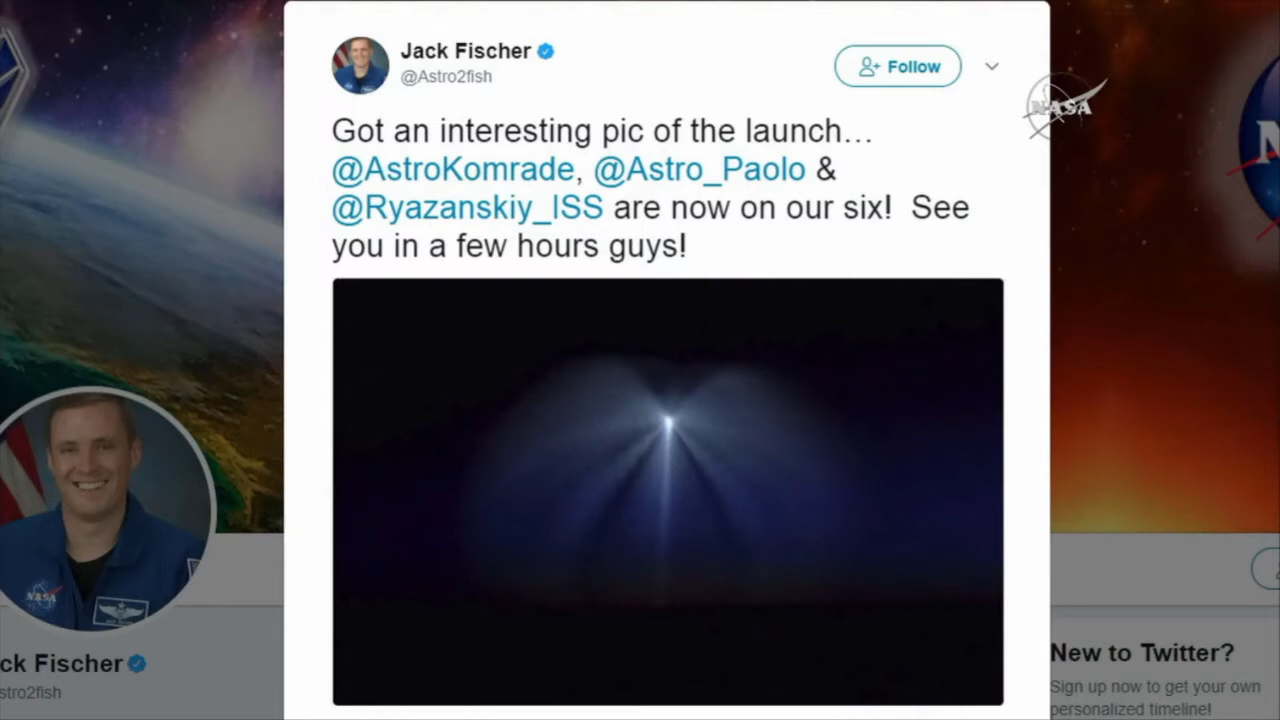 Jack Fischer
@Astro2fish
Follow
NASA
Got an interesting pic of the launch…
@AstroKomrade, @Astro_Paolo &
@Ryazanskiy_ISS are now on our six!  See
you in a few hours guys!
NASA
ck Fischer
stro2fish
New to Twitter?
Sign up now to get your own
personalized timeline!